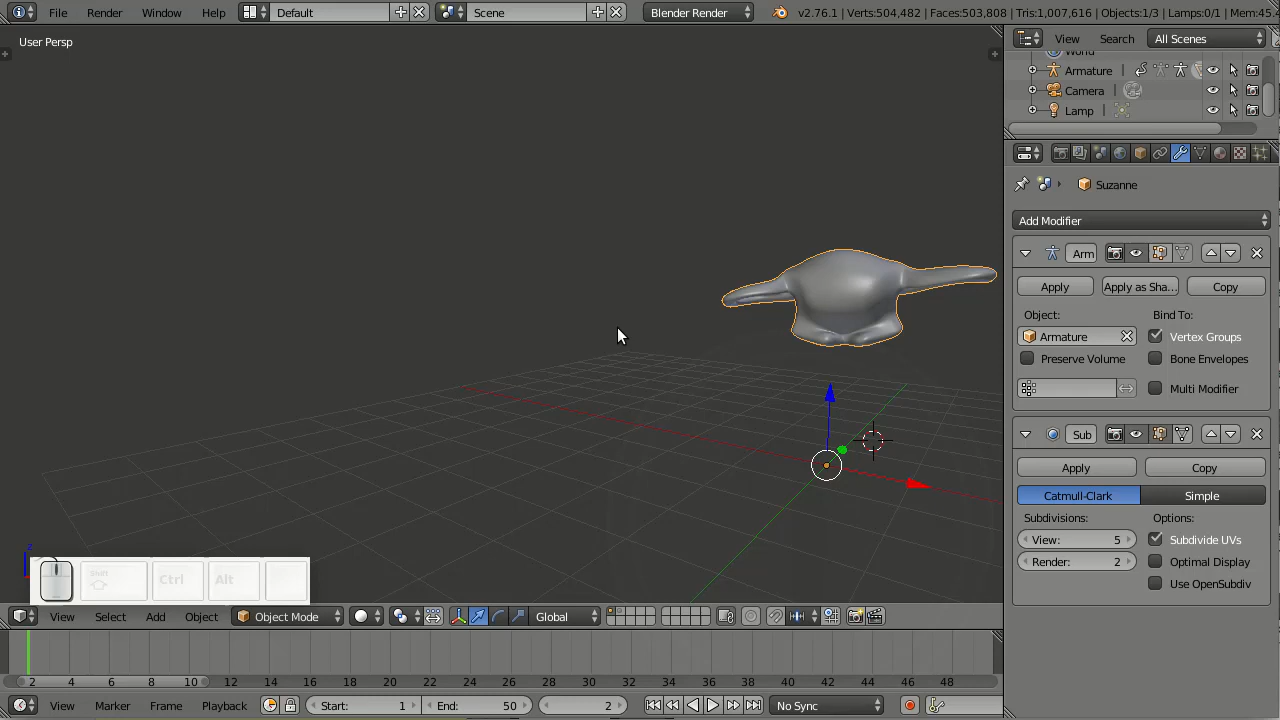 File Render Window Help Default Scene Blender Render v2.76.1 | Verts:504,482 | Faces:503,808 | Tris:1,007,616 | Objects:1/3 | Lamps:0/1 | Mem:45.
User Persp
View Search All Scenes
World
Armature
Camera
Lamp
Suzanne
Add Modifier
Arm
Apply Apply as Sha... Copy
Object: Bind To:
Armature Vertex Groups
Preserve Volume Bone Envelopes
Multi Modifier
Sub
Apply Copy
Catmull-Clark Simple
Subdivisions: Options:
View: 5 Subdivide UVs
Render: 2 Optimal Display
Use OpenSubdiv
z
Shift Ctrl Alt
View Select Add Object Object Mode Global
2 4 6 8 10 12 14 16 18 20 22 24 26 28 30 32 34 36 38 40 42 44 46 48
View Marker Frame Playback Start: 1 End: 50 2 No Sync